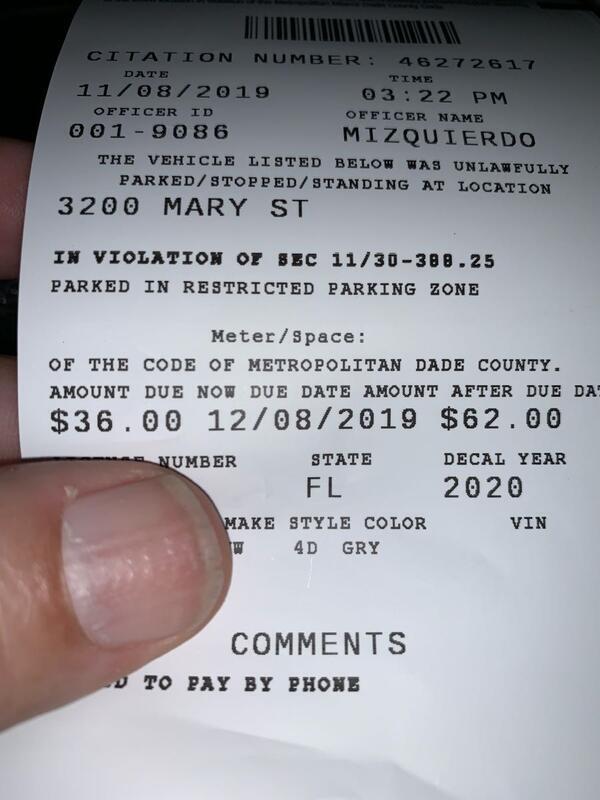 CITATION NUMBER: 46272617
DATE TIME
11/08/2019 03:22 PM
OFFICER ID OFFICER NAME
001-9086 MIZQUIERDO
THE VEHICLE LISTED BELOW WAS UNLAWFULLY
PARKED/STOPPED/STANDING AT LOCATION
3200 MARY ST
IN VIOLATION OF SEC 11/30-388.25
PARKED IN RESTRICTED PARKING ZONE
Meter/Space:
OF THE CODE OF METROPOLITAN DADE COUNTY.
AMOUNT DUE NOW DUE DATE AMOUNT AFTER DUE
$36.00 12/08/2019 $62.00
NUMBER STATE DECAL YEAR
FL 2020
MAKE STYLE COLOR VIN
4D GRY
COMMENTS
TO PAY BY PHONE